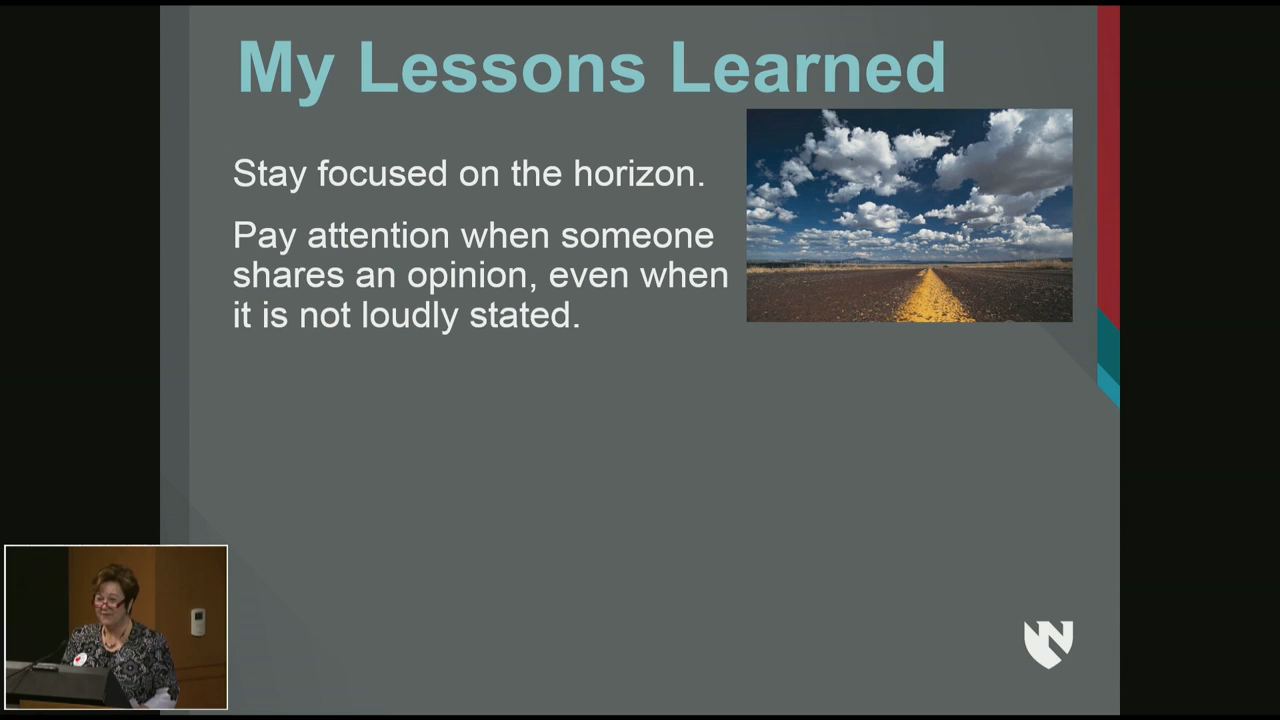 My Lessons Learned
Stay focused on the horizon.
Pay attention when someone
shares an opinion, even when
it is not loudly stated.